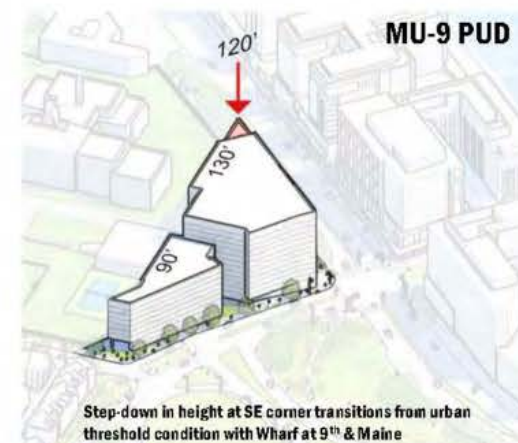 MU-9 PUD
120'
130'
90'
Step-down in height at SE corner transitions from urban
threshold condition with Wharf at 9th & Maine